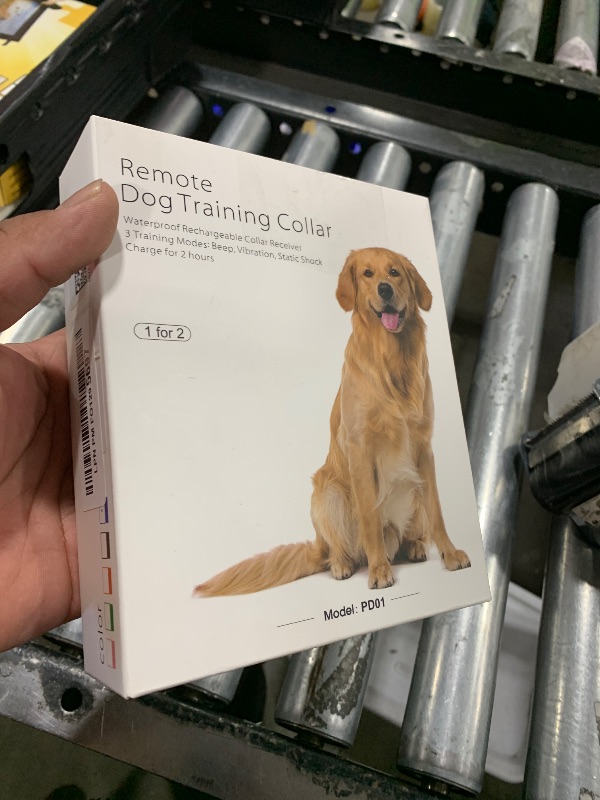 Remote
Dog Training Collar
Waterproof Rechargeable Collar Receiver
3 Training Modes: Beep, Vibration, Static Shock
Charge for 2 hours
1 for 2
Model: PD01
color